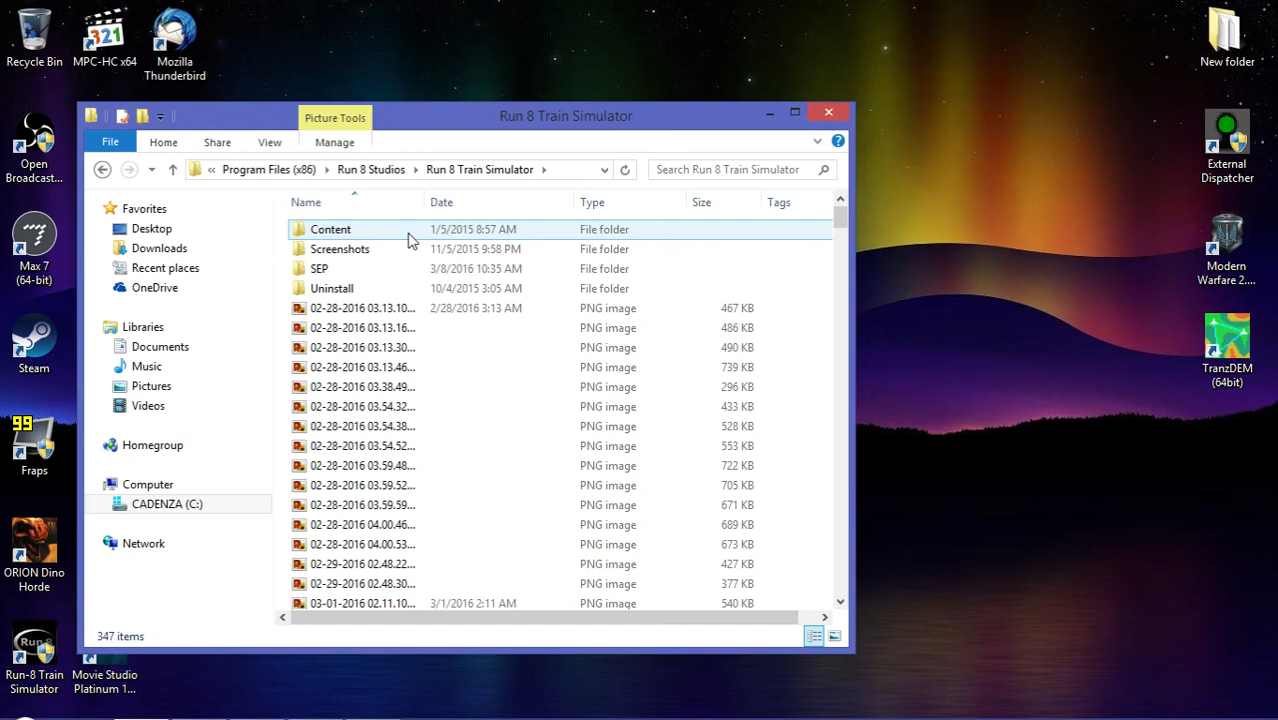 Recycle Bin
MPC-HC x64
Mozilla
Thunderbird
New folder
Open
Broadcast...
Max 7
(64-bit)
Steam
99
Fraps
ORION Dino
Horde
Run-8
Run-8 Train
Simulator
Movie Studio
Platinum 1...
External
Dispatcher
Modern
Warfare 2....
TranzDEM
(64bit)
Picture Tools
Run 8 Train Simulator
File Home Share View Manage
Program Files (x86) Run 8 Studios Run 8 Train Simulator Search Run 8 Train Simulator
Favorites
Desktop
Downloads
Recent places
OneDrive
Libraries
Documents
Music
Pictures
Videos
Homegroup
Computer
CADENZA (C:)
Network
Name Date Type Size Tags
Content 1/5/2015 8:57 AM File folder
Screenshots 11/5/2015 9:58 PM File folder
SEP 3/8/2016 10:35 AM File folder
Uninstall 10/4/2015 3:05 AM File folder
02-28-2016 03.13.10... 2/28/2016 3:13 AM PNG image 467 KB
02-28-2016 03.13.16... PNG image 486 KB
02-28-2016 03.13.30... PNG image 490 KB
02-28-2016 03.13.46... PNG image 739 KB
02-28-2016 03.38.49... PNG image 296 KB
02-28-2016 03.54.32... PNG image 433 KB
02-28-2016 03.54.38... PNG image 528 KB
02-28-2016 03.54.52... PNG image 553 KB
02-28-2016 03.59.48... PNG image 722 KB
02-28-2016 03.59.52... PNG image 705 KB
02-28-2016 03.59.59... PNG image 671 KB
02-28-2016 04.00.46... PNG image 689 KB
02-28-2016 04.00.53... PNG image 673 KB
02-29-2016 02.48.22... PNG image 427 KB
02-29-2016 02.48.30... PNG image 377 KB
03-01-2016 02.11.10... 3/1/2016 2:11 AM PNG image 540 KB
347 items